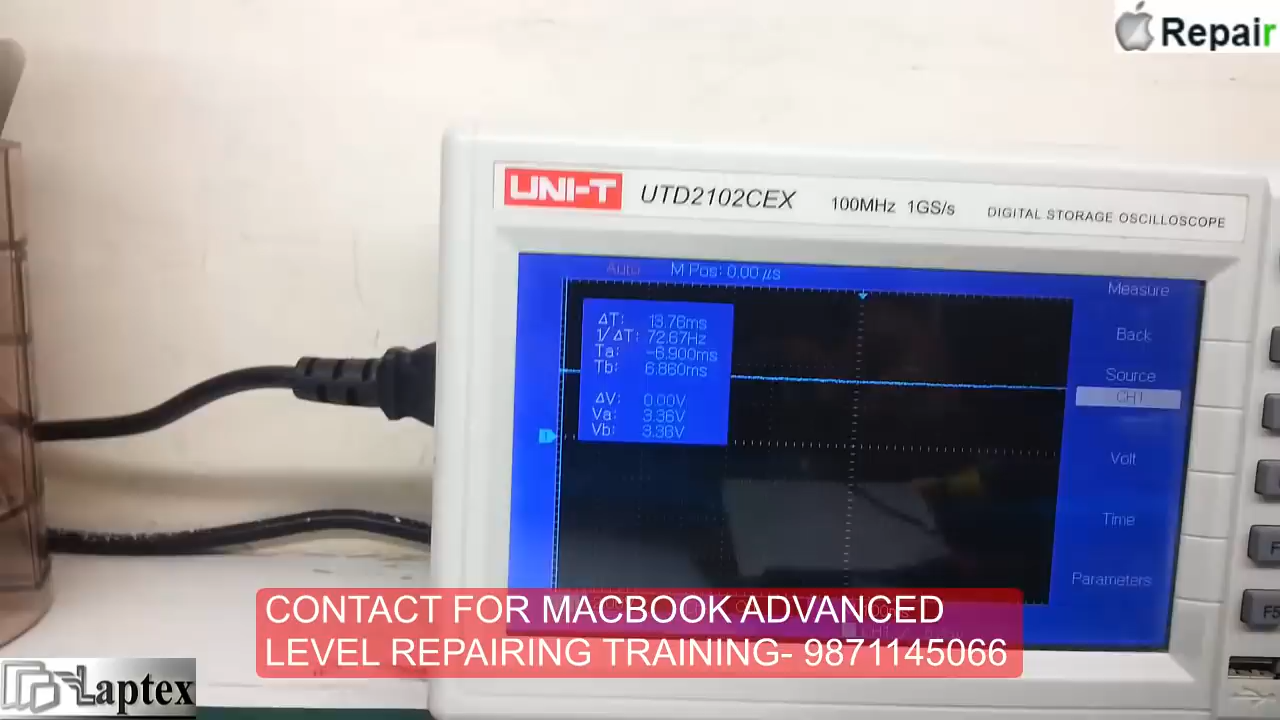 Repair
UNI-T UTD2102CEX 100MHz 1GS/s DIGITAL STORAGE OSCILLOSCOPE
Auto M Pos: 0.00 μs
Measure
ΔT: 13.76ms
1/ΔT: 72.67Hz
Ta: -6.900ms
Tb: 6.860ms
ΔV: 0.00V
Va: 3.36V
Vb: 3.36V
Back
Source
CH1
Volt
Time
Parameters
F5
CONTACT FOR MACBOOK ADVANCED
LEVEL REPAIRING TRAINING- 9871145066
Laptex